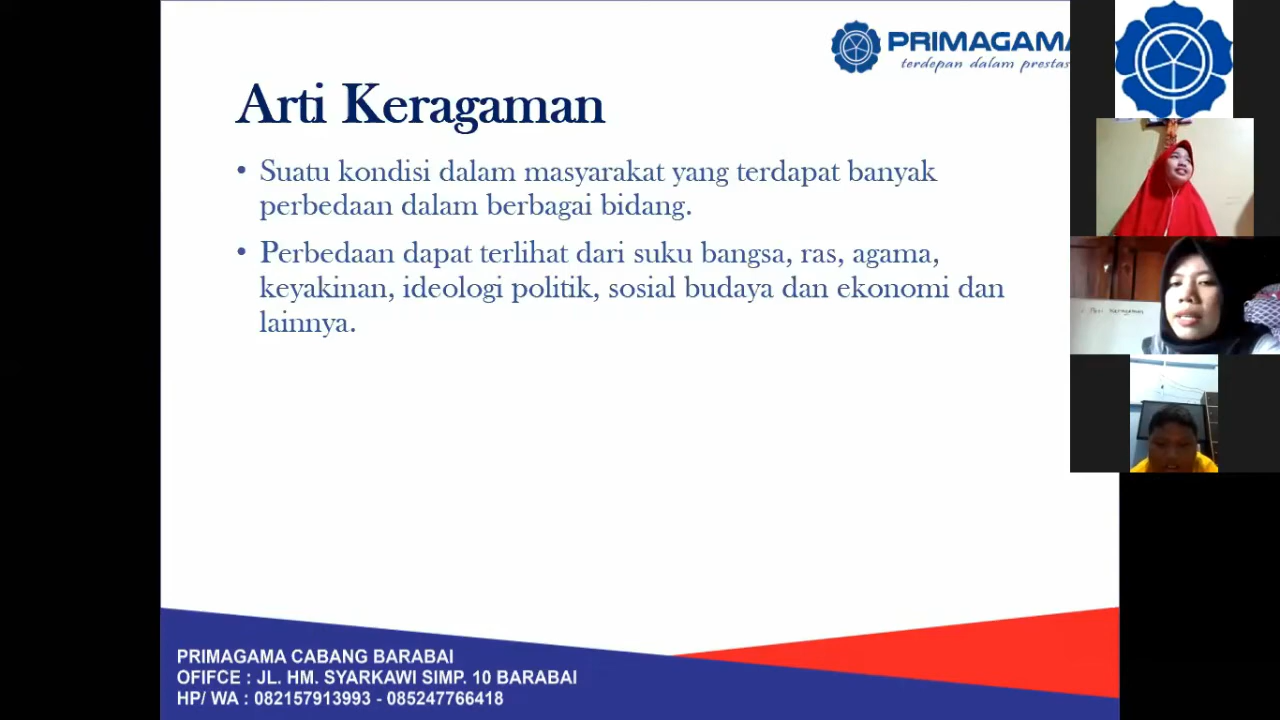 PRIMAGAMA
terdepan dalam prestas
Arti Keragaman
• Suatu kondisi dalam masyarakat yang terdapat banyak
perbedaan dalam berbagai bidang.
• Perbedaan dapat terlihat dari suku bangsa, ras, agama,
keyakinan, ideologi politik, sosial budaya dan ekonomi dan
lainnya.
Keragaman
PRIMAGAMA CABANG BARABAI
OFIFCE : JL. HM. SYARKAWI SIMP. 10 BARABAI
HP/ WA : 082157913993 - 085247766418